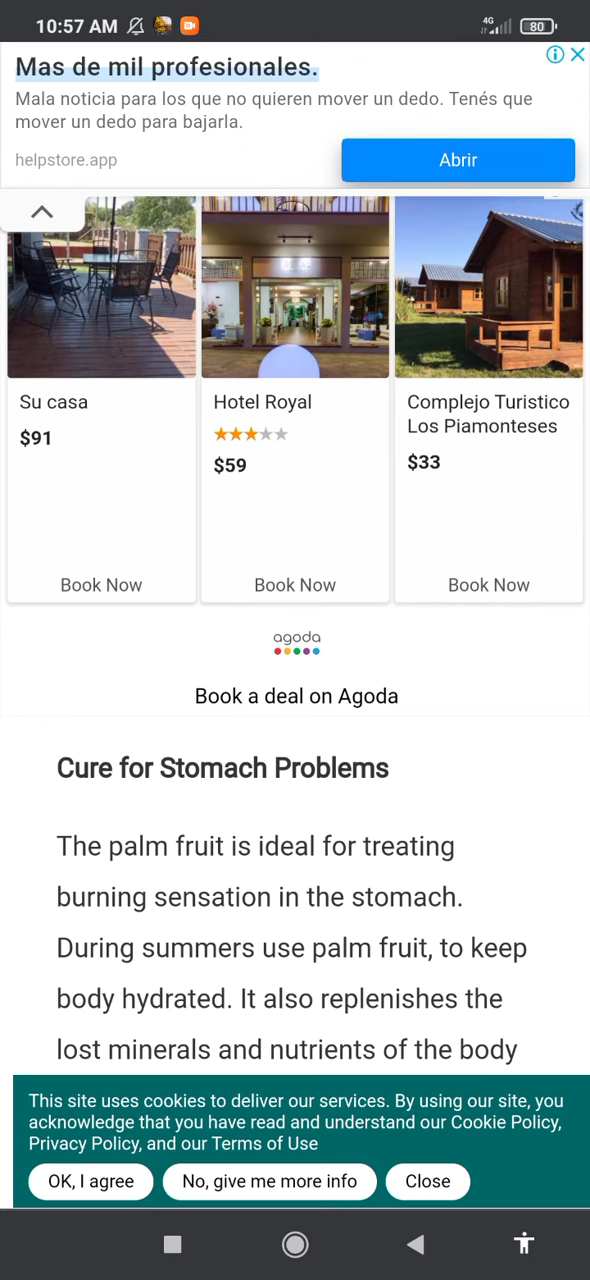 10:57 AM
4G
80
Mas de mil profesionales.
Mala noticia para los que no quieren mover un dedo. Tenés que
mover un dedo para bajarla.
helpstore.app
Abrir
Su casa
$91
Book Now
Hotel Royal
$59
Book Now
Complejo Turistico
Los Piamonteses
$33
Book Now
agoda
Book a deal on Agoda
Cure for Stomach Problems
The palm fruit is ideal for treating
burning sensation in the stomach.
During summers use palm fruit, to keep
body hydrated. It also replenishes the
lost minerals and nutrients of the body
This site uses cookies to deliver our services. By using our site, you
acknowledge that you have read and understand our Cookie Policy,
Privacy Policy, and our Terms of Use
OK, I agree
No, give me more info
Close